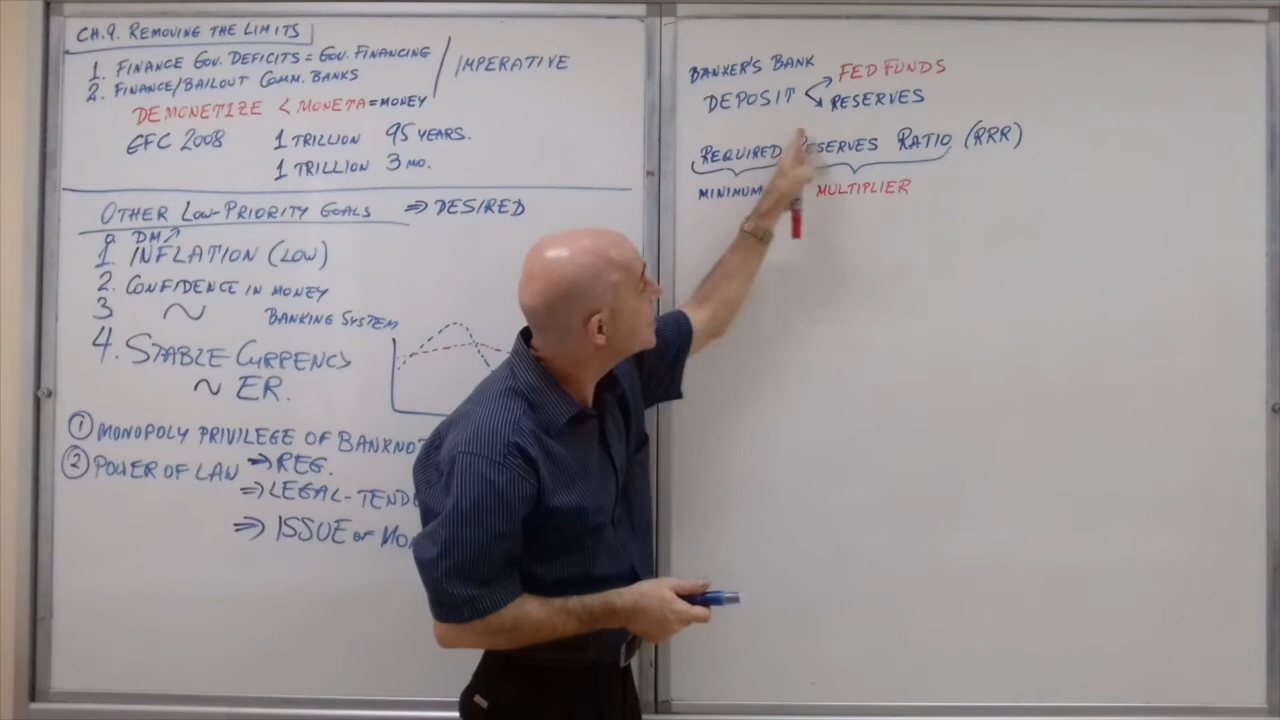 CH.9. REMOVING THE LIMITS
1. FINANCE GOV. DEFICITS = GOV. FINANCING
2. FINANCE/BAILOUT COMM. BANKS
IMPERATIVE
DEMONETIZE < MONETA = MONEY
GFC 2008 1 TRILLION 95 YEARS.
1 TRILLION 3 MO.
OTHER LOW-PRIORITY GOALS ⇒ DESIRED
0. DM↗
1. INFLATION (LOW)
2. CONFIDENCE IN MONEY
3 ~ BANKING SYSTEM
4. STABLE CURRENCY
~ ER.
① MONOPOLY PRIVILEGE OF
② POWER OF LAW ⇒ REG.
⇒ LEGAL-
⇒ ISSUE OF
BANKER'S BANK
DEPOSIT
FED FUNDS
RESERVES
REQUIRED RESERVES RATIO (RRR)
MINIMUM MULTIPLIER